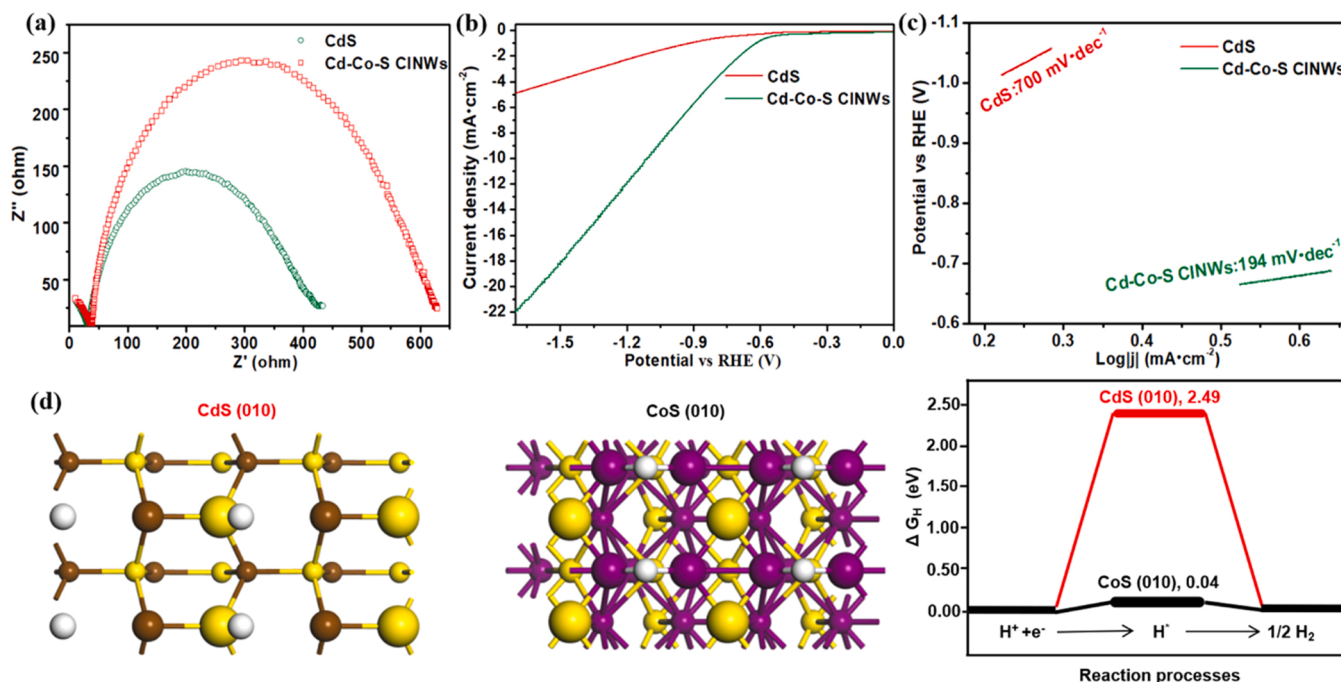 (a)
CdS
Cd-Co-S ClNWs
250
200
150
100
50
0
100
200
300
400
500
600
Z'' (ohm)
Z' (ohm)
(b)
0
-2
-4
-6
-8
-10
-12
-14
-16
-18
-20
-22
CdS
Cd-Co-S ClNWs
-1.5
-1.2
-0.9
-0.6
-0.3
0.0
Current density (mA·cm-2)
Potential vs RHE (V)
(c)
-1.1
-1.0
-0.9
-0.8
-0.7
-0.6
CdS
Cd-Co-S ClNWs
CdS:700 mV·dec-1
Cd-Co-S ClNWs:194 mV·dec-1
0.2
0.3
0.4
0.5
0.6
Potential vs RHE (V)
Log|j| (mA·cm-2)
(d)
CdS (010)
CoS (010)
2.50
2.00
1.50
1.00
0.50
0.00
Δ GH (eV)
CdS (010), 2.49
CoS (010), 0.04
H+ +e- → H* → 1/2 H2
Reaction processes